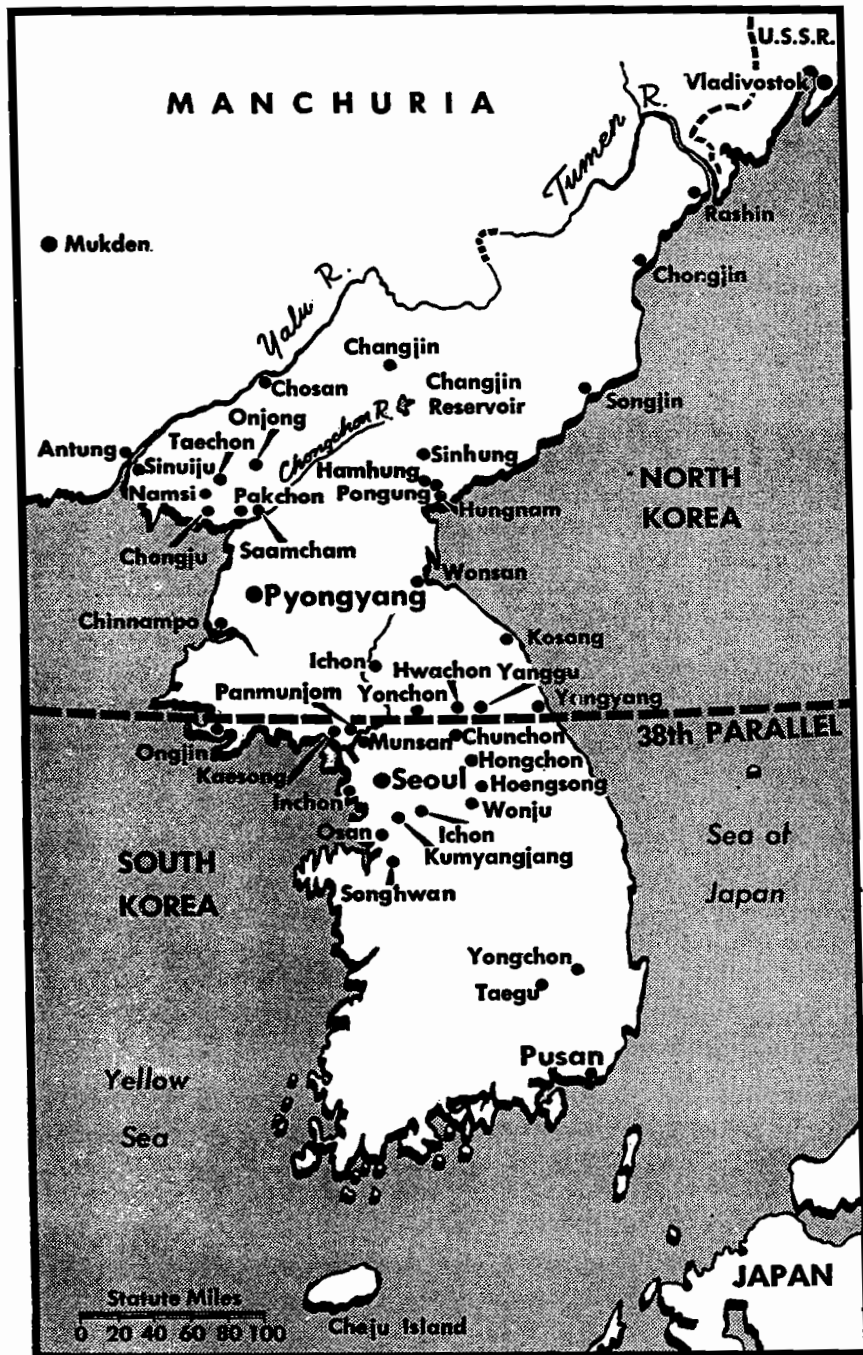 U.S.S.R.
Vladivostok
MANCHURIA
Tumen R.
Rashin
Mukden.
Chongjin
Yalu R.
Changjin
Chosan
Changjin
Reservoir
Songjin
Onjong
Chongchon R.
Taechon
Antung
Sinuiju
Sinhung
Hamhung
Namsi
Pakchon
Pongung
Hungnam
NORTH
KOREA
Chongju
Saamcham
Wonsan
Pyongyang
Chinnampo
Kosong
Ichon
Hwachon
Yanggu
Panmunjom
Yonchon
Yangyang
38th PARALLEL
Ongjin
Munsan
Chunchon
Kaesong
Hongchon
Seoul
Hoengsong
Inchon
Wonju
Osan
Ichon
Kumyangjang
Sea of
Japan
SOUTH
KOREA
Songhwan
Yongchon
Taegu
Pusan
Yellow
Sea
JAPAN
Statute Miles
0 20 40 60 80 100
Cheju Island